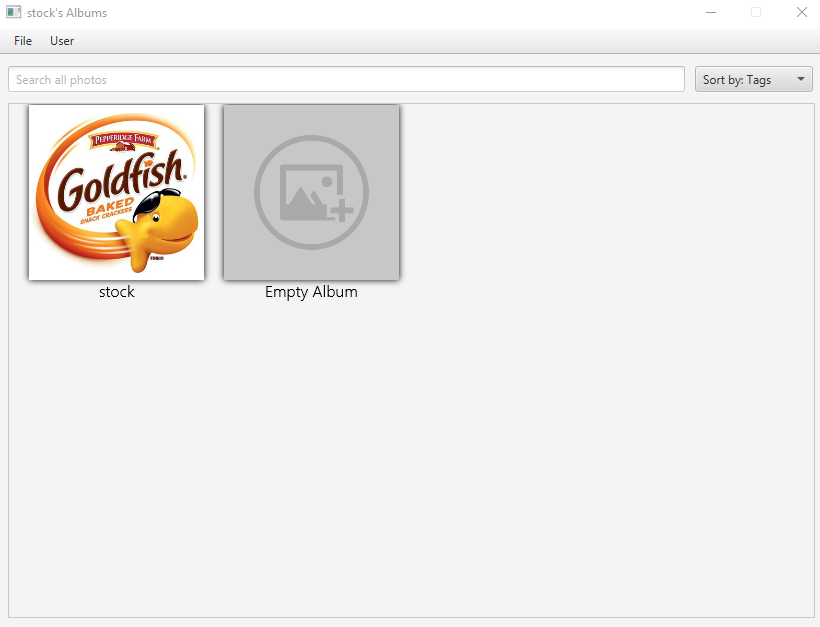 stock's Albums
File User
Search all photos
Sort by: Tags
PEPPERIDGE FARM
Goldfish
BAKED
SNACK CRACKERS
stock
Empty Album